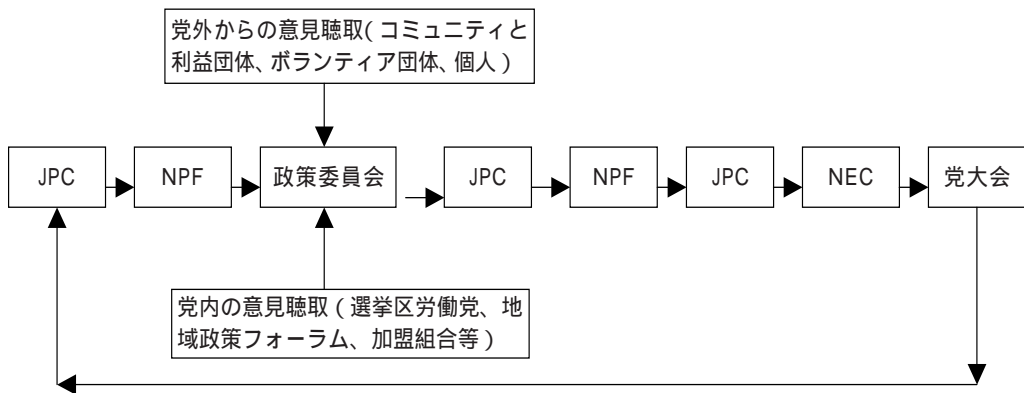 党外からの意見聴取(コミュニティと
利益団体、ボランティア団体、個人)
JPC
NPF
政策委員会
JPC
NPF
JPC
NEC
党大会
党内の意見聴取(選挙区労働党、地
域政策フォーラム、加盟組合等)